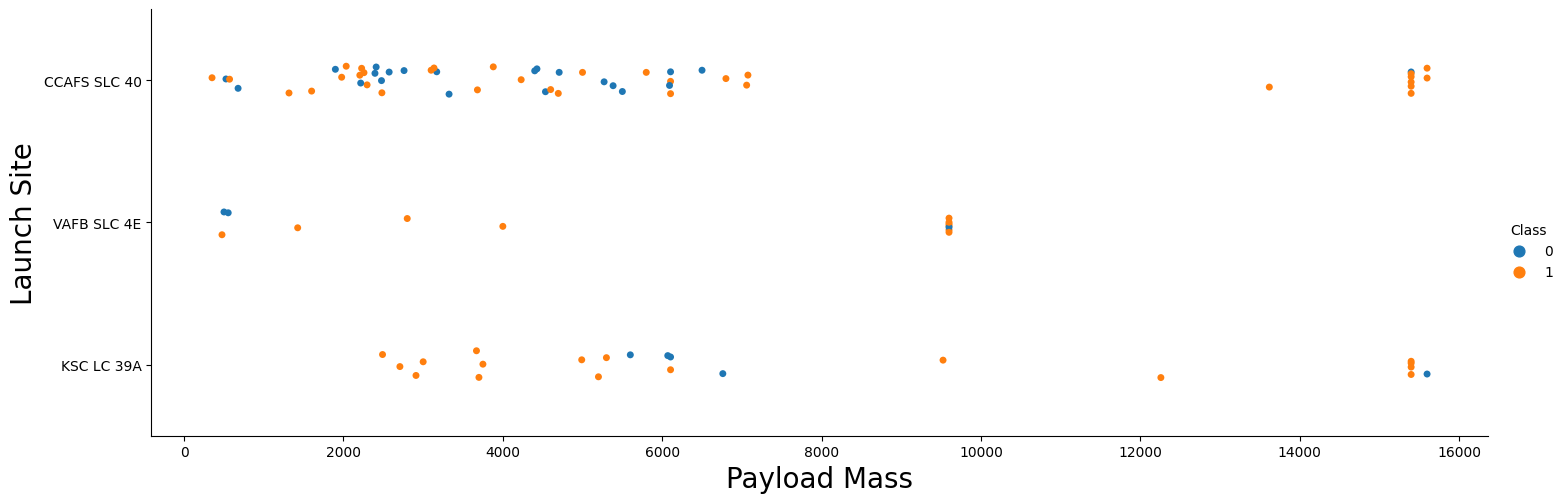 CCAFS SLC 40
VAFB SLC 4E
KSC LC 39A
Launch Site
0 2000 4000 6000 8000 10000 12000 14000 16000
Payload Mass
Class
0
1